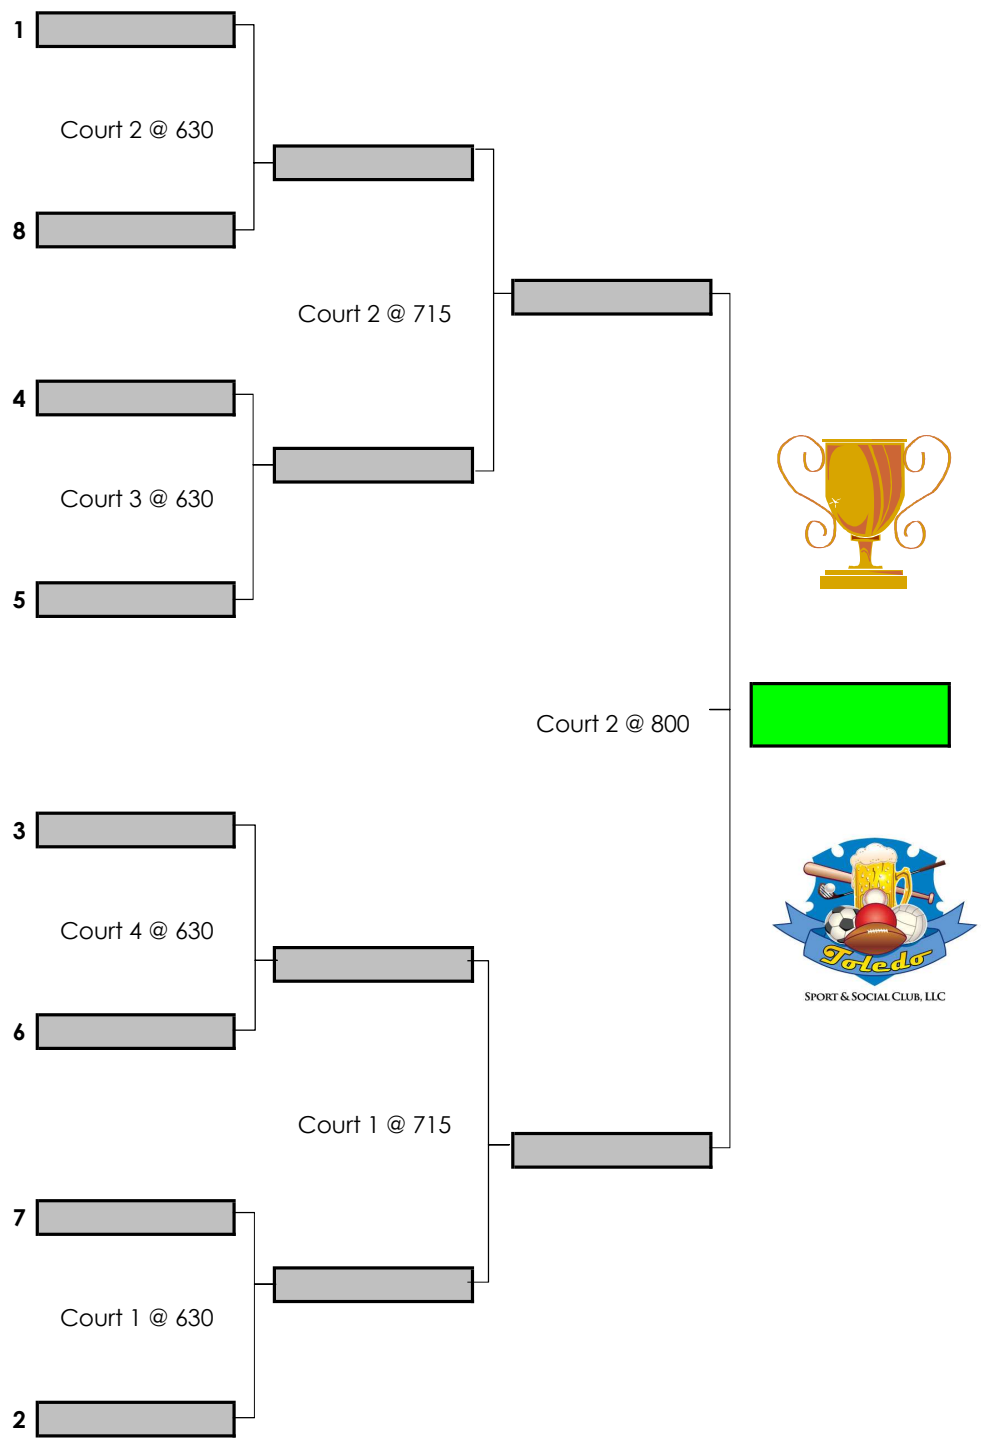 1
Court 2 @ 630
8
Court 2 @ 715
4
Court 3 @ 630
5
Court 2 @ 800
3
Court 4 @ 630
Toledo
SPORT & SOCIAL CLUB, LLC
6
Court 1 @ 715
7
Court 1 @ 630
2